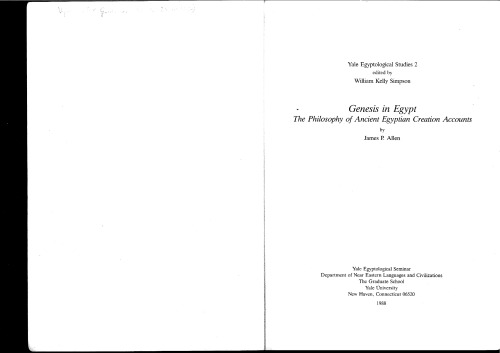 Yale Egyptological Studies 2
edited by
William Kelly Simpson
Genesis in Egypt
The Philosophy of Ancient Egyptian Creation Accounts
by
James P. Allen
Yale Egyptological Seminar
Department of Near Eastern Languages and Civilizations
The Graduate School
Yale University
New Haven, Connecticut 06520
1988